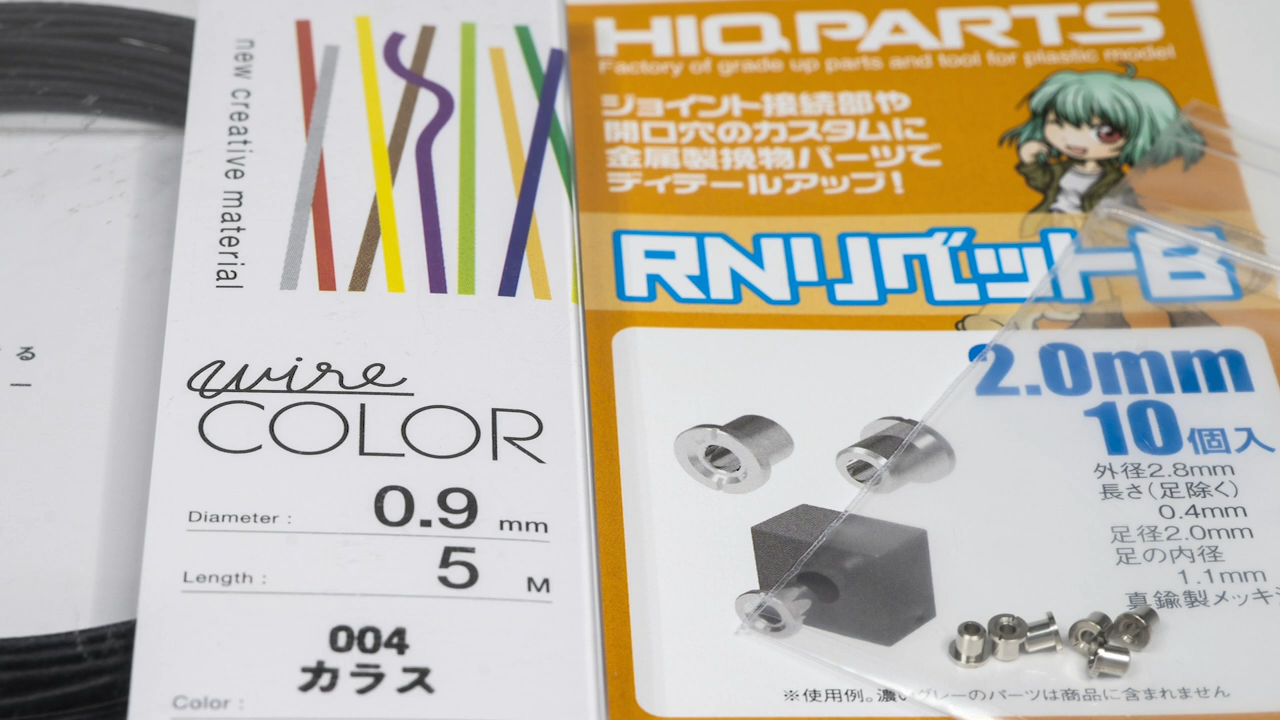 new creative material
wire
COLOR
Diameter : 0.9 mm
Length : 5 M
004
カラス
Color :
る
HIQPARTS
Factory of grade up parts and tool for plastic model
ジョイント接続部や
開口穴のカスタムに
金属製換物パーツで
ディテールアップ!
RNリベットB
2.0mm
10個入
外径2.8mm
長さ(足除く)
0.4mm
足径2.0mm
足の内径
1.1mm
真鍮製メッキ
※使用例。濃いグレーのパーツは商品に含まれません